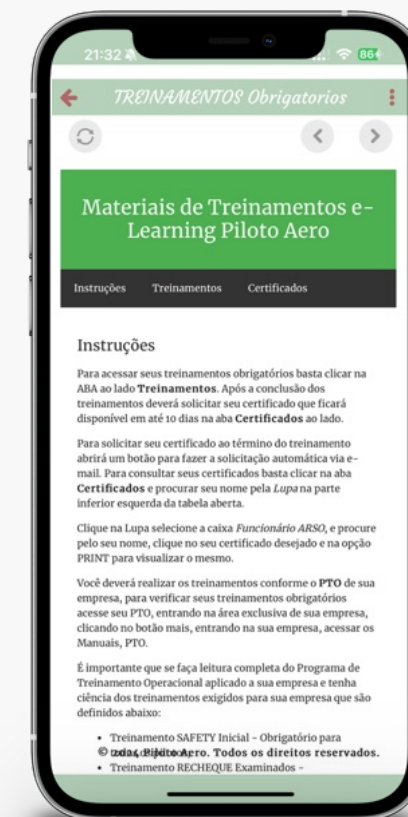 21:32
86
TREINAMENTOS Obrigatorios
Materiais de Treinamentos e-
Learning Piloto Aero
Instruções Treinamentos Certificados
Instruções
Para acessar seus treinamentos obrigatórios basta clicar na
ABA ao lado Treinamentos. Após a conclusão dos
treinamentos deverá solicitar seu certificado que ficará
disponível em até 10 dias na aba Certificados ao lado.
Para solicitar seu certificado ao término do treinamento
abrirá um botão para fazer a solicitação automática via e-
mail. Para consultar seus certificados basta clicar na aba
Certificados e procurar seu nome pela Lupa na parte
inferior esquerda da tabela aberta.
Clique na Lupa selecione a caixa Funcionário ARSO, e procure
pelo seu nome, clique no seu certificado desejado e na opção
PRINT para visualizar o mesmo.
Você deverá realizar os treinamentos conforme o PTO de sua
empresa, para verificar seus treinamentos obrigatórios
acesse seu PTO, entrando na área exclusiva de sua empresa,
clicando no botão mais, entrando na sua empresa, acessar os
Manuais, PTO.
É importante que se faça leitura completa do Programa de
Treinamento Operacional aplicado a sua empresa e tenha
ciência dos treinamentos exigidos para sua empresa que são
definidos abaixo:
• Treinamento SAFETY Inicial - Obrigatório para
© 2024 Piloto Aero. Todos os direitos reservados.
• Treinamento RECHEQUE Examinados -